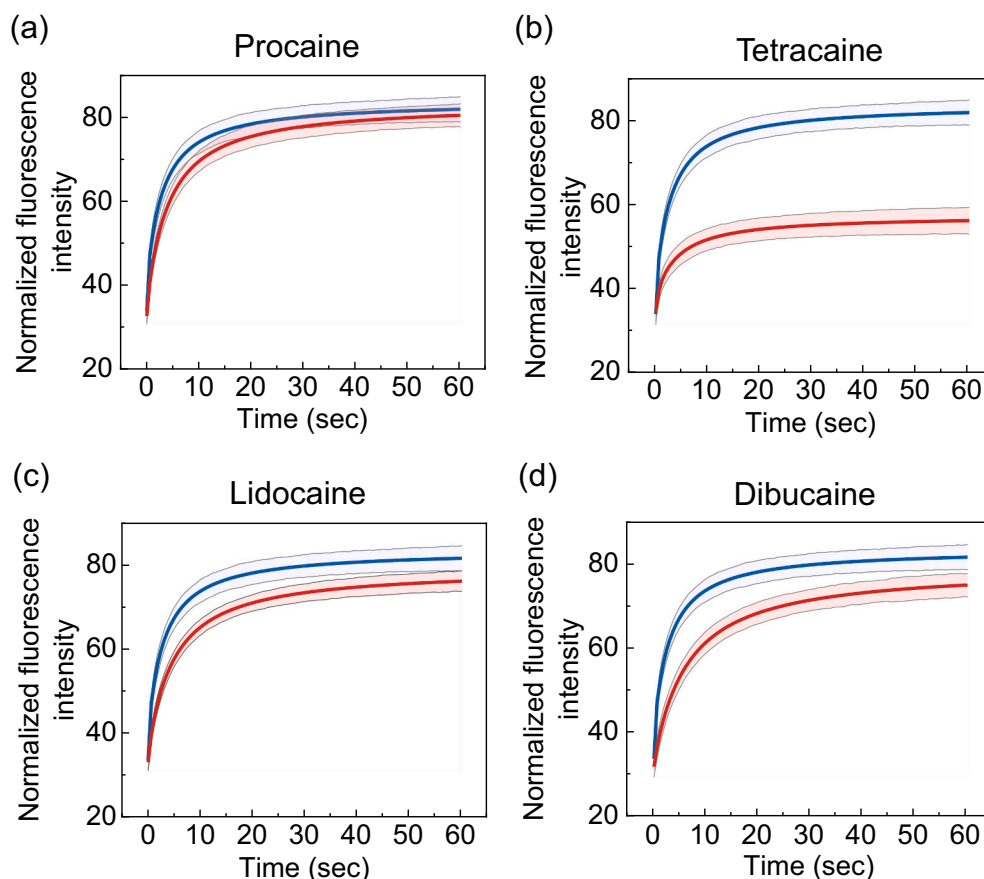 (a)
Procaine
Normalized fluorescence
intensity
80
60
40
20
0 10 20 30 40 50 60
Time (sec)
(b)
Tetracaine
Normalized fluorescence
intensity
80
60
40
20
0 10 20 30 40 50 60
Time (sec)
(c)
Lidocaine
Normalized fluorescence
intensity
80
60
40
20
0 10 20 30 40 50 60
Time (sec)
(d)
Dibucaine
Normalized fluorescence
intensity
80
60
40
20
0 10 20 30 40 50 60
Time (sec)